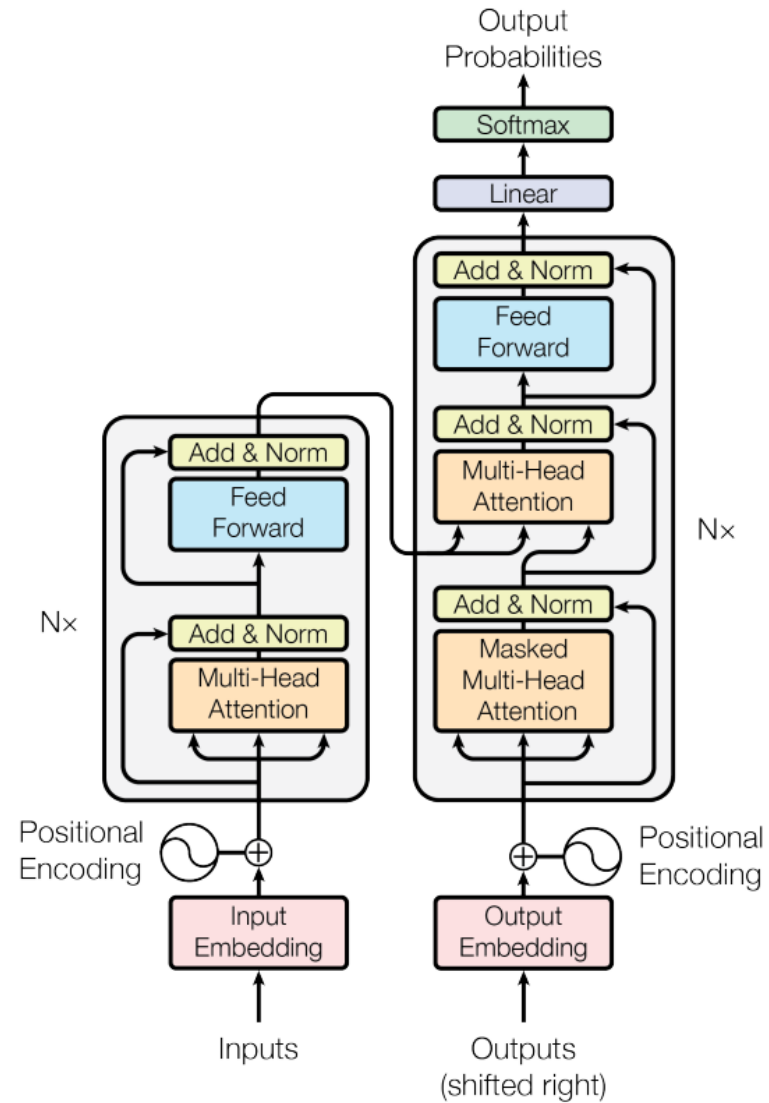 Output
Probabilities
Softmax
Linear
Add & Norm
Feed
Forward
Add & Norm
Multi-Head
Attention
Add & Norm
Masked
Multi-Head
Attention
N×
Add & Norm
Feed
Forward
Add & Norm
Multi-Head
Attention
N×
Positional
Encoding
Positional
Encoding
Input
Embedding
Output
Embedding
Inputs
Outputs
(shifted right)